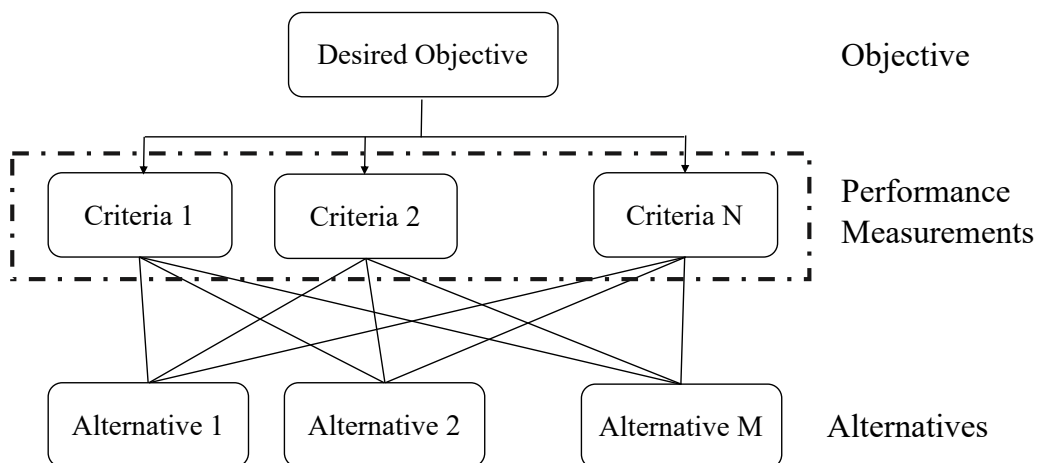 Desired Objective
Objective
Criteria 1
Criteria 2
Criteria N
Performance
Measurements
Alternative 1
Alternative 2
Alternative M
Alternatives